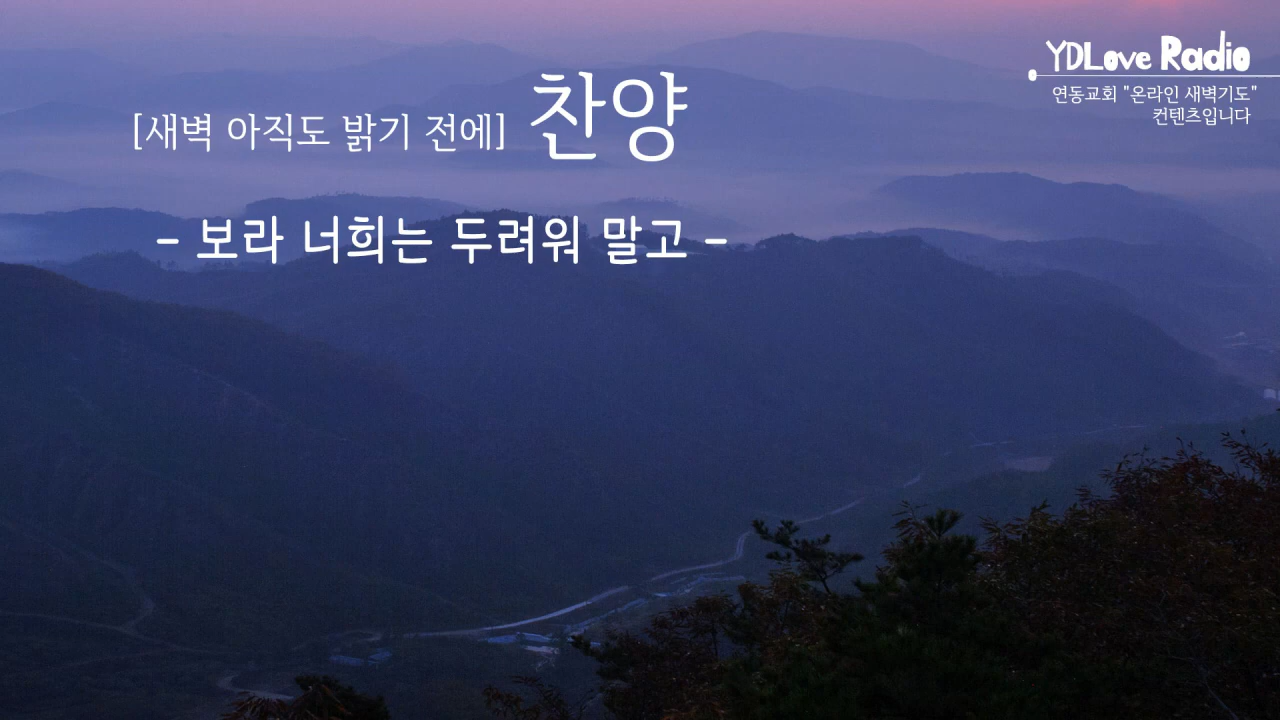 [새벽 아직도 밝기 전에] 찬양
- 보라 너희는 두려워 말고 -
YDLove Radio
연동교회 "온라인 새벽기도"
컨텐츠입니다